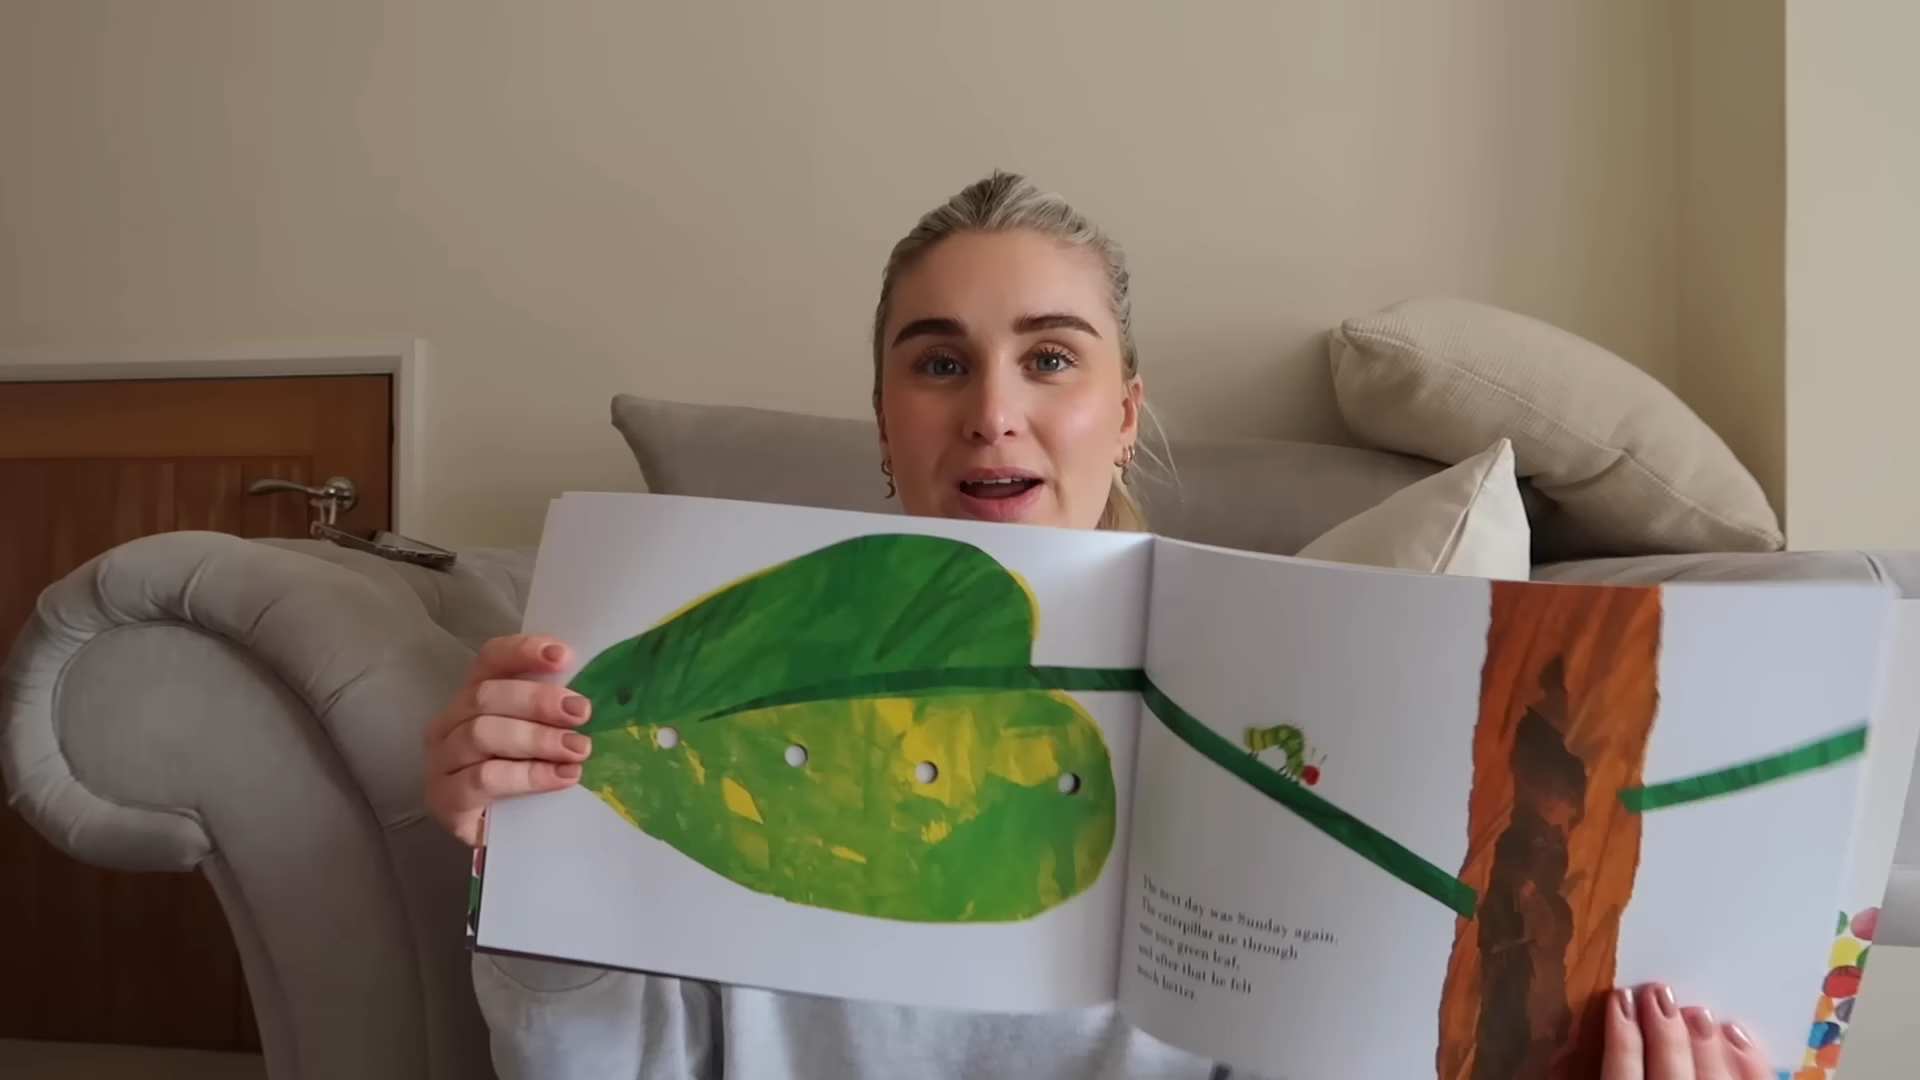 The next day was Sunday again.
The caterpillar ate through
one nice green leaf,
and after that he felt
much better.